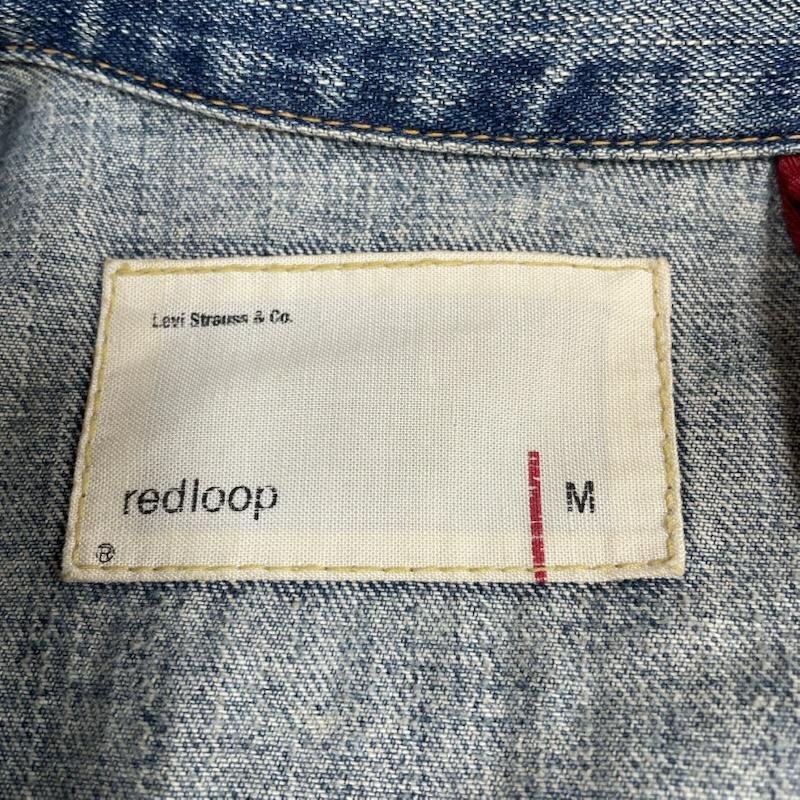 Levi Strauss & Co.
redloop
M
®